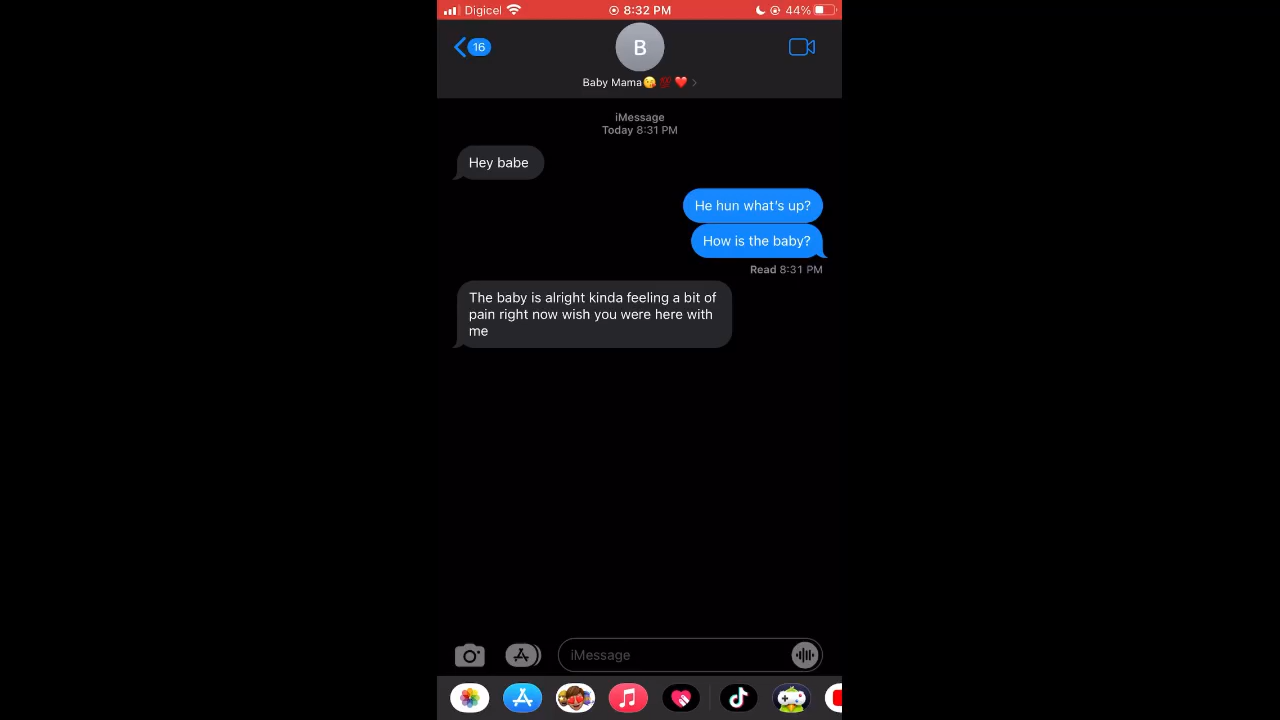 Digicel 8:32 PM 44%
16
B
Baby Mama😘💯❤️
iMessage
Today 8:31 PM
Hey babe
He hun what's up?
How is the baby?
Read 8:31 PM
The baby is alright kinda feeling a bit of
pain right now wish you were here with
me
iMessage